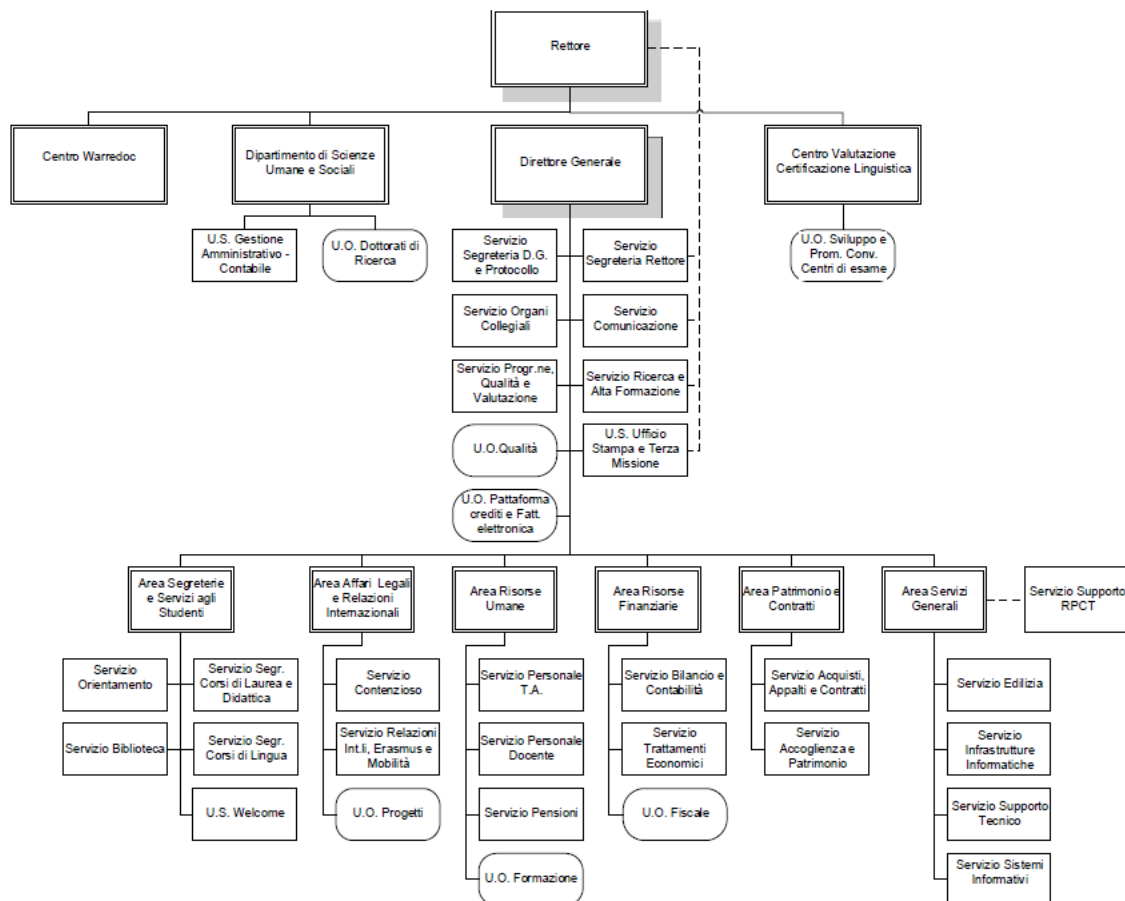 Rettore
Centro Warredoc
Dipartimento di Scienze
Umane e Sociali
Direttore Generale
Centro Valutazione
Certificazione Linguistica
U.S. Gestione
Amministrativo -
Contabile
U.O. Dottorati di
Ricerca
U.O. Sviluppo e
Prom. Conv.
Centri di esame
Servizio
Segreteria D.G.
e Protocollo
Servizio
Segreteria Rettore
Servizio Organi
Collegiali
Servizio
Comunicazione
Servizio Progr.ne,
Qualità e
Valutazione
Servizio Ricerca e
Alta Formazione
U.O.Qualità
U.S. Ufficio
Stampa e Terza
Missione
U.O. Pattaforma
crediti e Fatt.
elettronica
Area Segreterie
e Servizi agli
Studenti
Area Affari Legali
e Relazioni
Internazionali
Area Risorse
Umane
Area Risorse
Finanziarie
Area Patrimonio e
Contratti
Area Servizi
Generali
Servizio Supporto
RPCT
Servizio
Orientamento
Servizio Segr.
Corsi di Laurea e
Didattica
Servizio
Contenzioso
Servizio Personale
T.A.
Servizio Bilancio e
Contabilità
Servizio Acquisti,
Appalti e Contratti
Servizio Edilizia
Servizio Biblioteca
Servizio Segr.
Corsi di Lingua
Servizio Relazioni
Int.li, Erasmus e
Mobilità
Servizio Personale
Docente
Servizio
Trattamenti
Economici
Servizio
Accoglienza e
Patrimonio
Servizio
Infrastrutture
Informatiche
U.S. Welcome
U.O. Progetti
Servizio Pensioni
U.O. Fiscale
Servizio Supporto
Tecnico
U.O. Formazione
Servizio Sistemi
Informativi